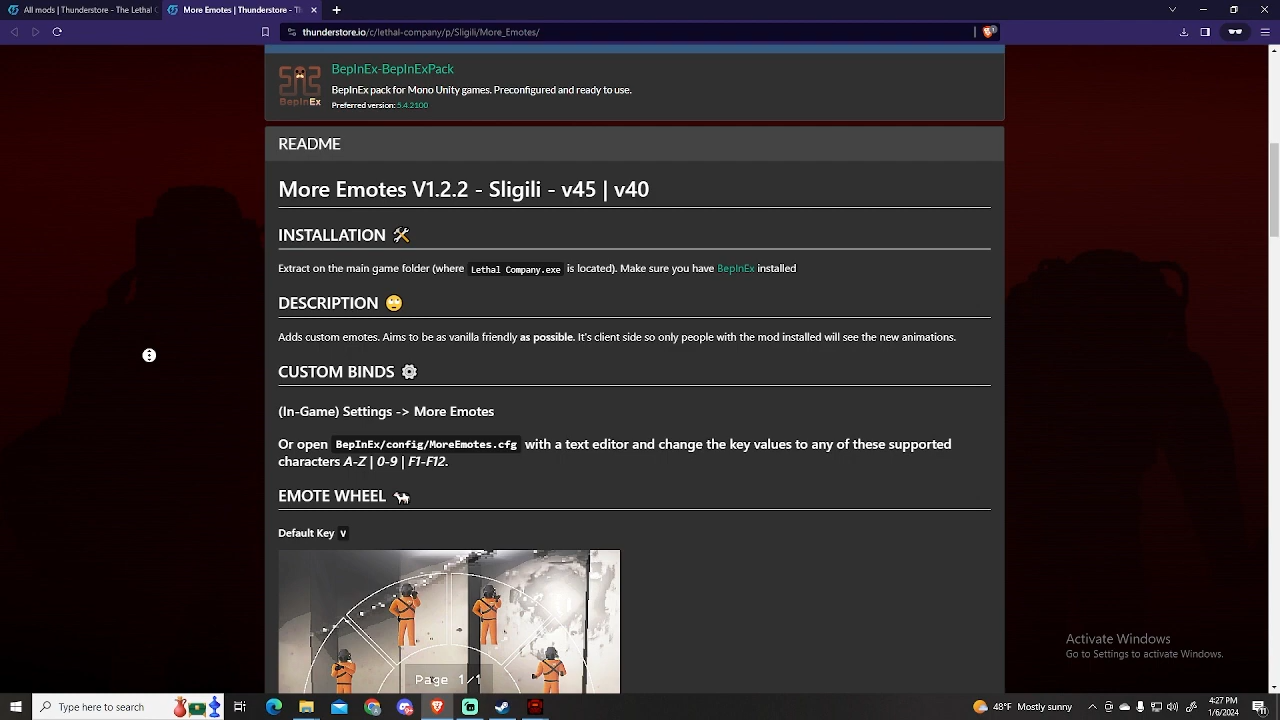 All mods | Thunderstore - The Lethal C
More Emotes | Thunderstore - Th
thunderstore.io/c/lethal-company/p/Sligili/More_Emotes/
BepInEx-BepInExPack
BepInEx pack for Mono Unity games. Preconfigured and ready to use.
Preferred version: 5.4.2100
BepInEx
README
More Emotes V1.2.2 - Sligili - v45 | v40
INSTALLATION 🛠️
Extract on the main game folder (where Lethal Company.exe is located). Make sure you have BepInEx installed
DESCRIPTION 🙄
Adds custom emotes. Aims to be as vanilla friendly as possible. It's client side so only people with the mod installed will see the new animations.
CUSTOM BINDS ⚙️
(In-Game) Settings -> More Emotes
Or open BepInEx/config/MoreEmotes.cfg with a text editor and change the key values to any of these supported
characters A-Z | 0-9 | F1-F12.
EMOTE WHEEL 🐄
Default Key V
Page 1/1
Activate Windows
Go to Settings to activate Windows.
Type here to search
48°F Mostly sunny
4:27 PM
1/6/2024